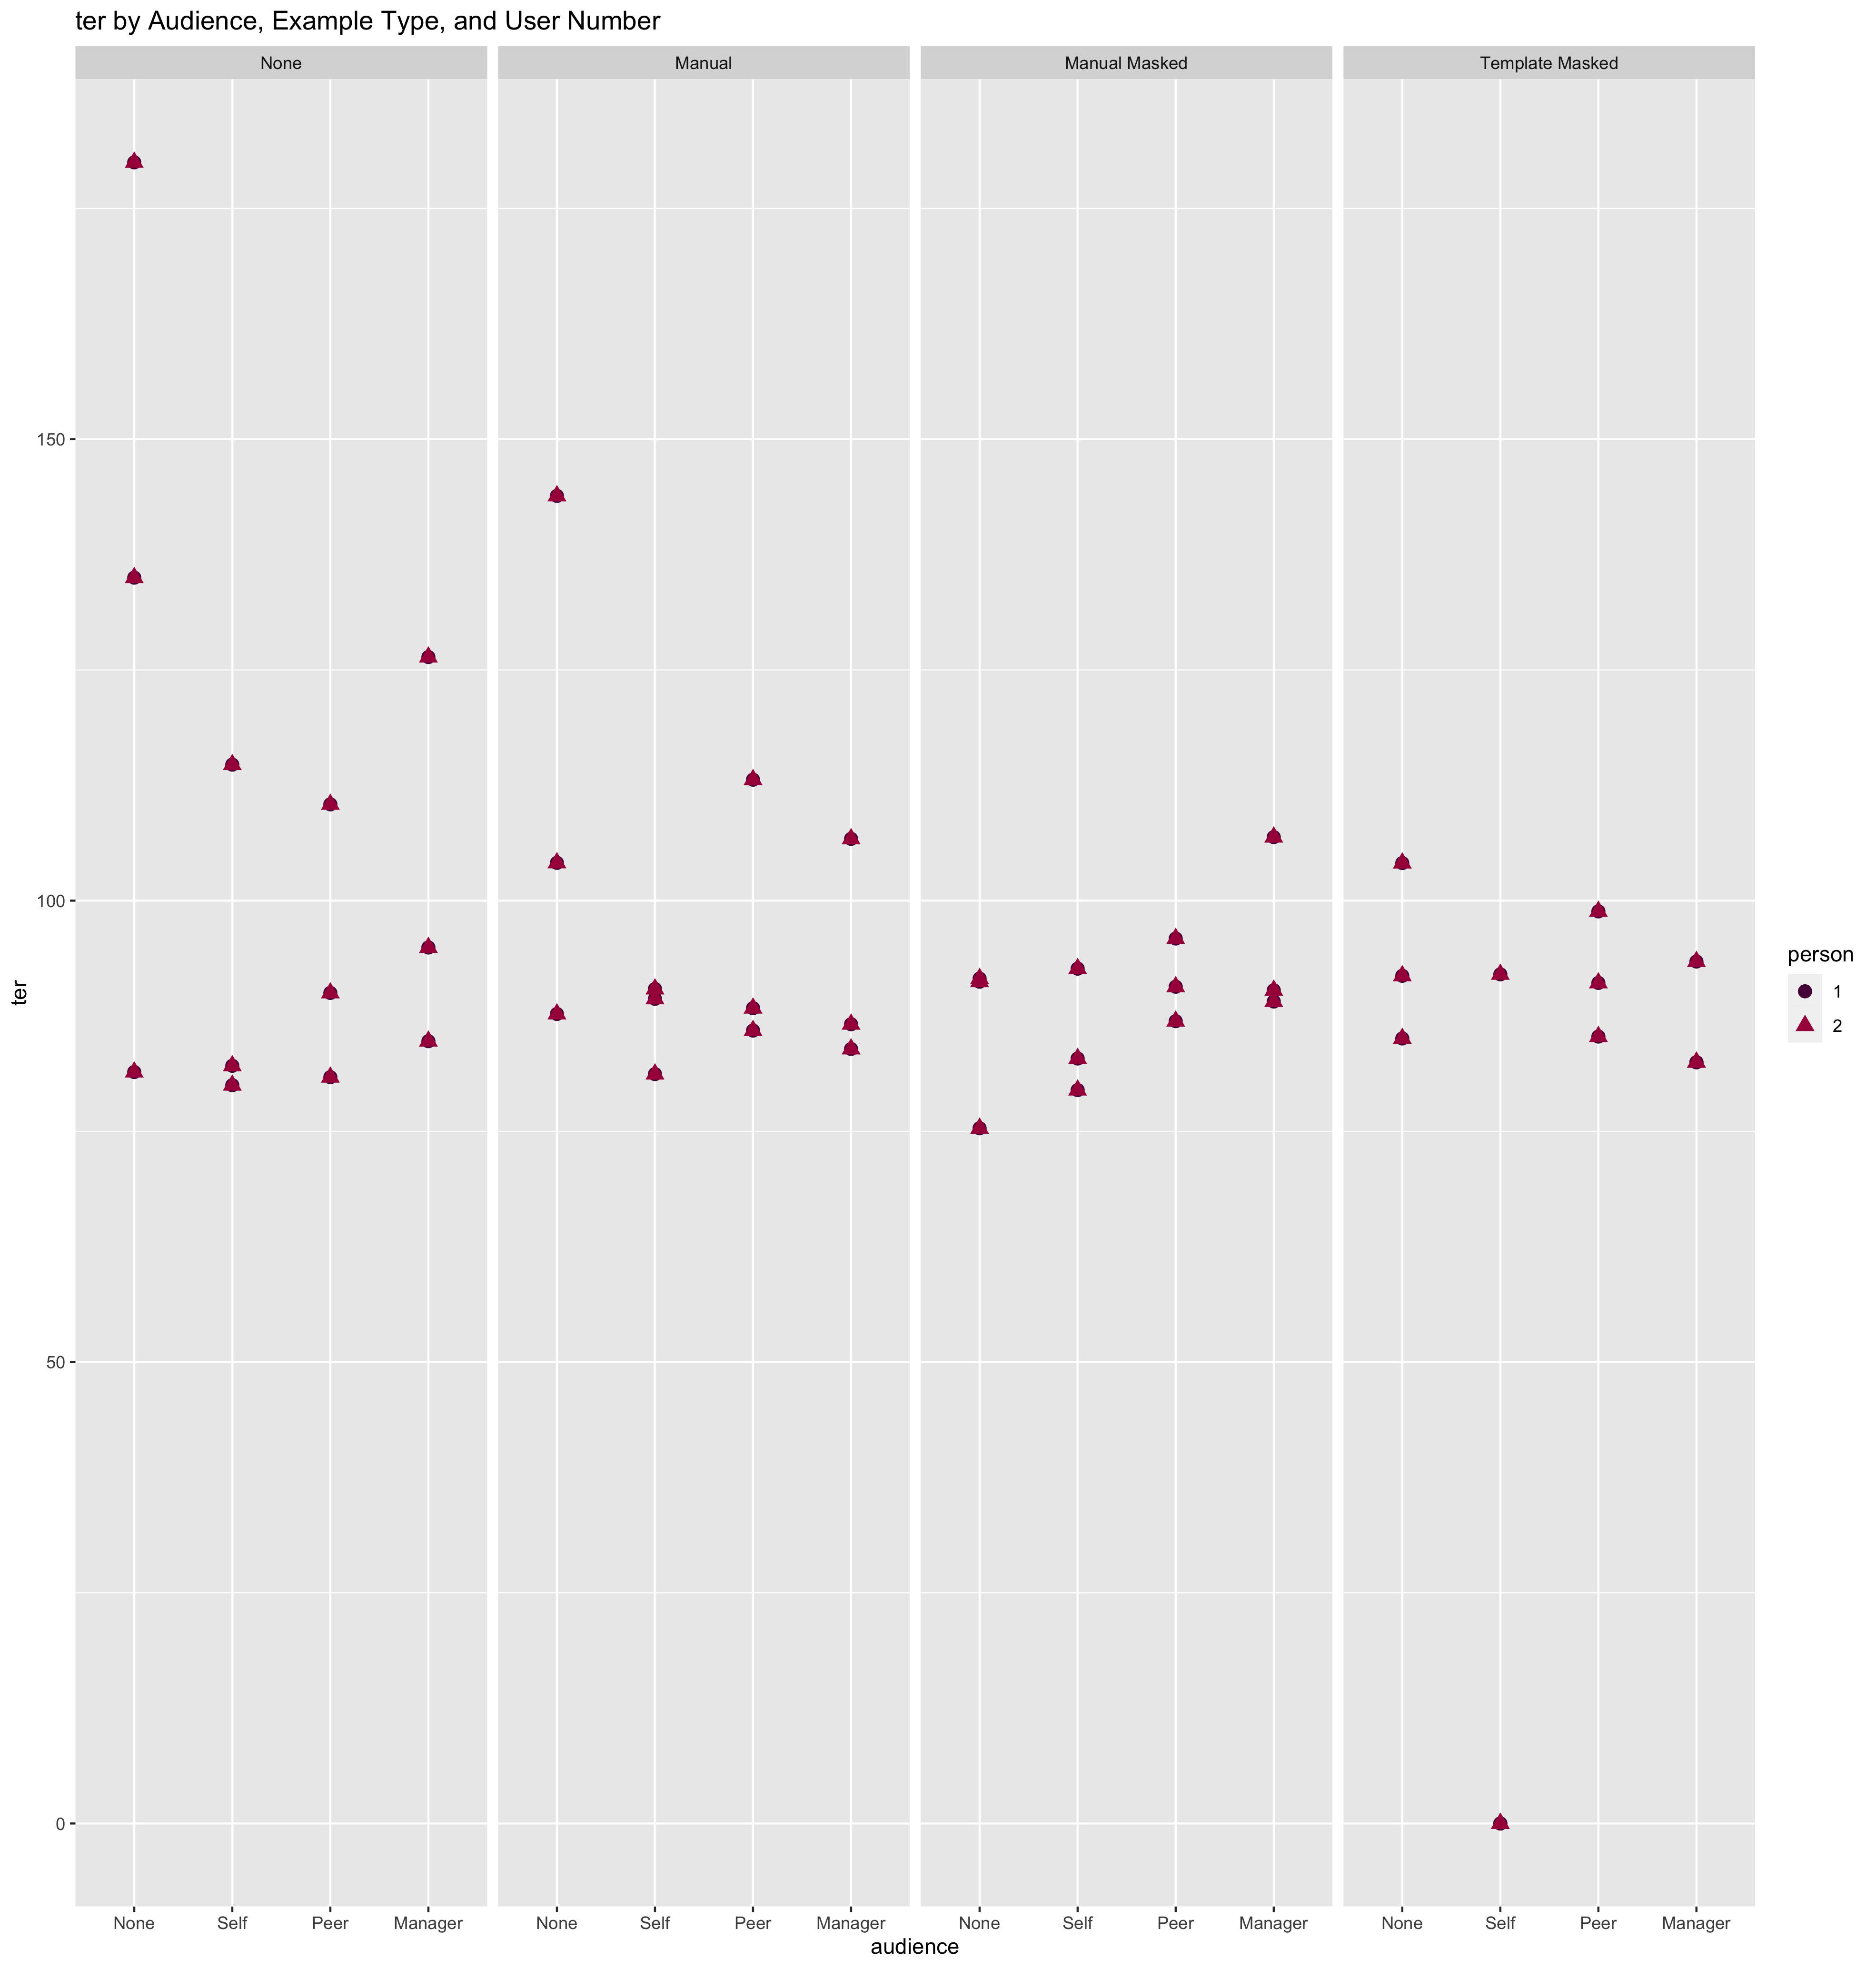 ter by Audience, Example Type, and User Number
None Manual Manual Masked Template Masked
150
100
50
0
ter
person
1
2
None Self Peer Manager None Self Peer Manager None Self Peer Manager None Self Peer Manager
audience